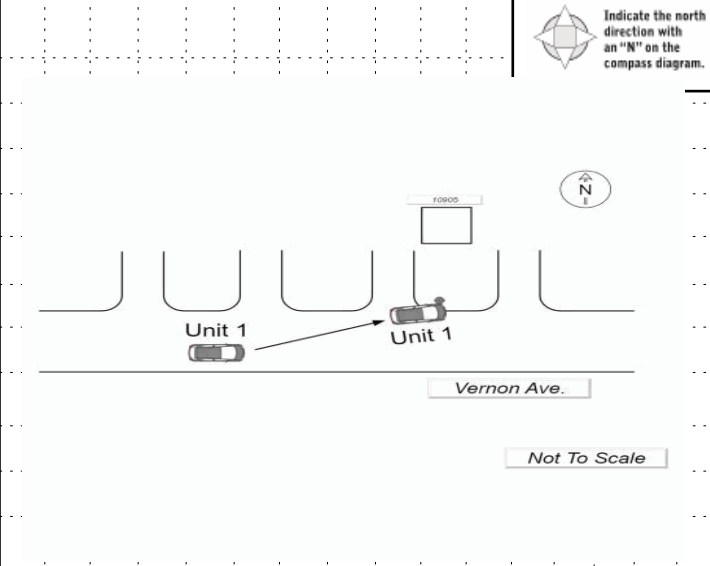 Indicate the north
direction with
an "N" on the
compass diagram.
10905
N
Unit 1
Unit 1
Vernon Ave.
Not To Scale